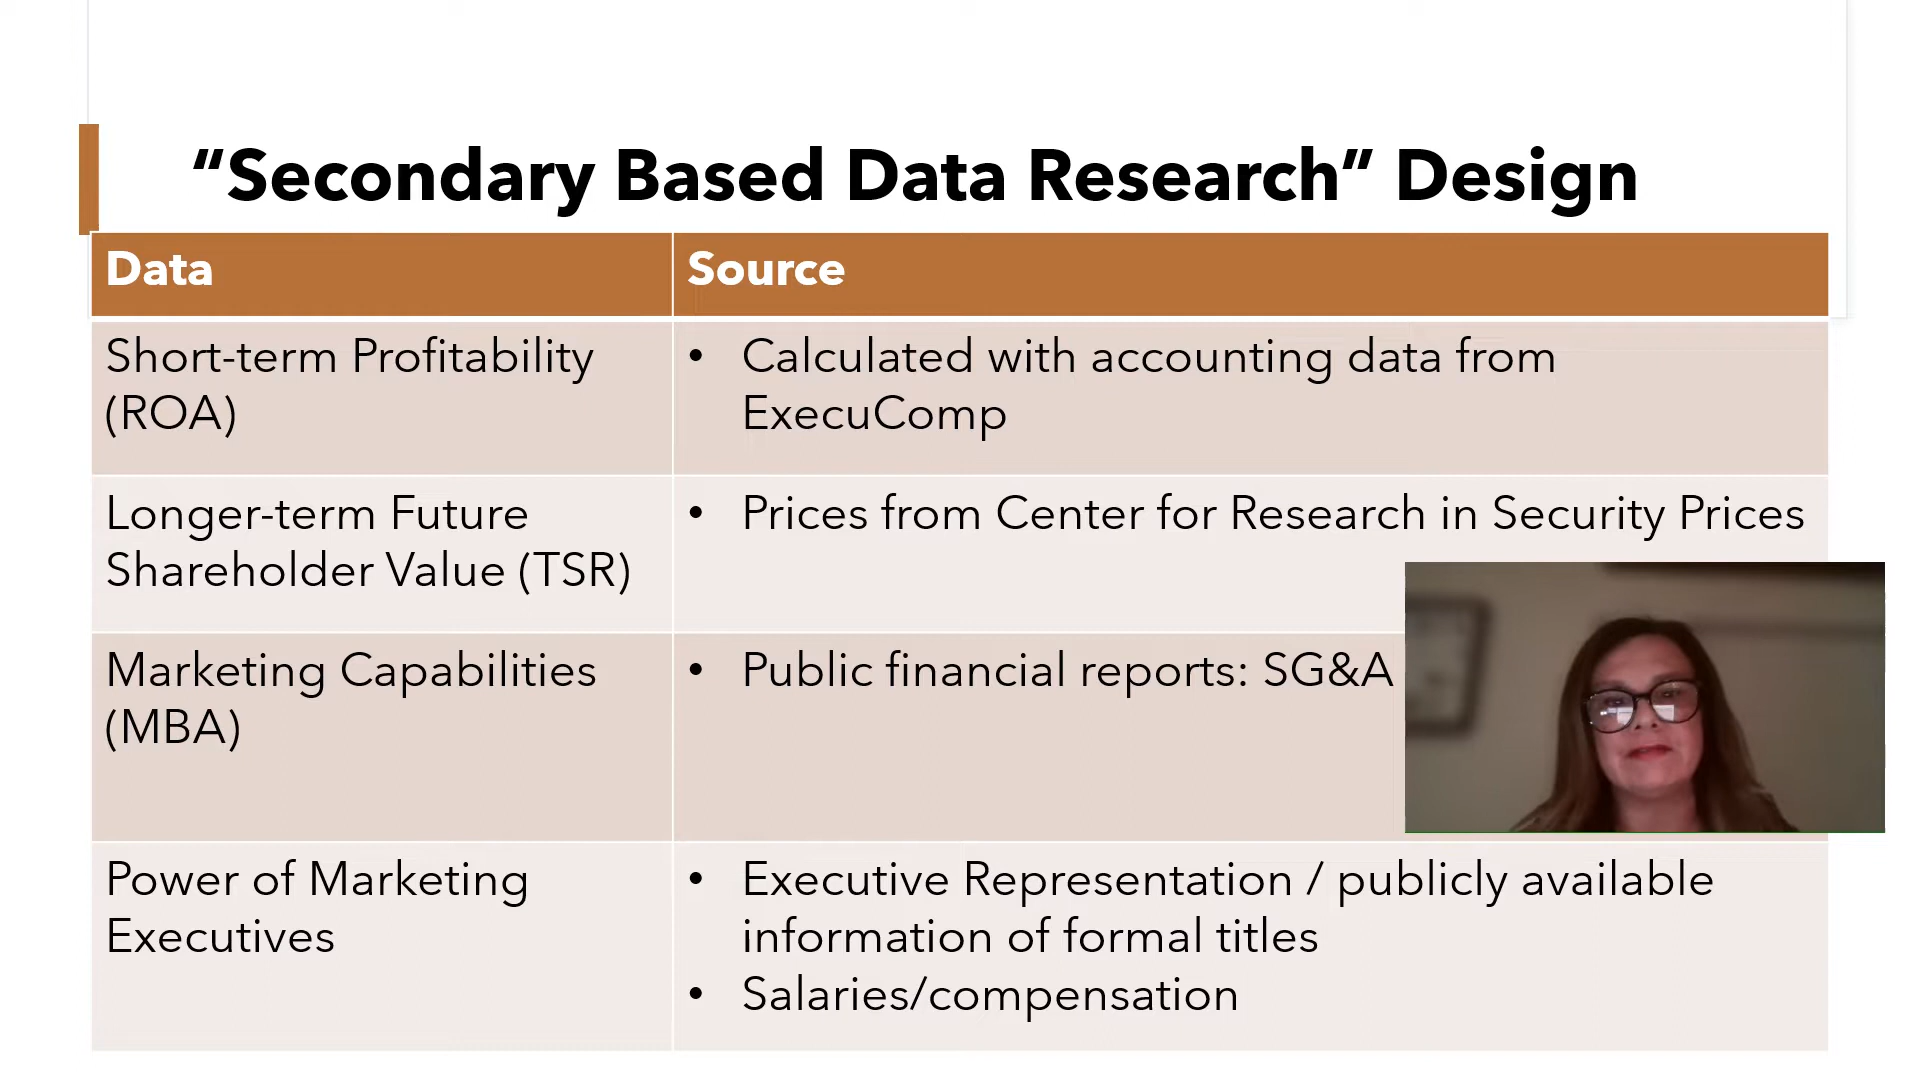 “Secondary Based Data Research” Design
Data
Source
Short-term Profitability
(ROA)
• Calculated with accounting data from
ExecuComp
Longer-term Future
Shareholder Value (TSR)
• Prices from Center for Research in Security Prices
Marketing Capabilities
(MBA)
• Public financial reports: SG&A
Power of Marketing
Executives
• Executive Representation / publicly available
information of formal titles
• Salaries/compensation